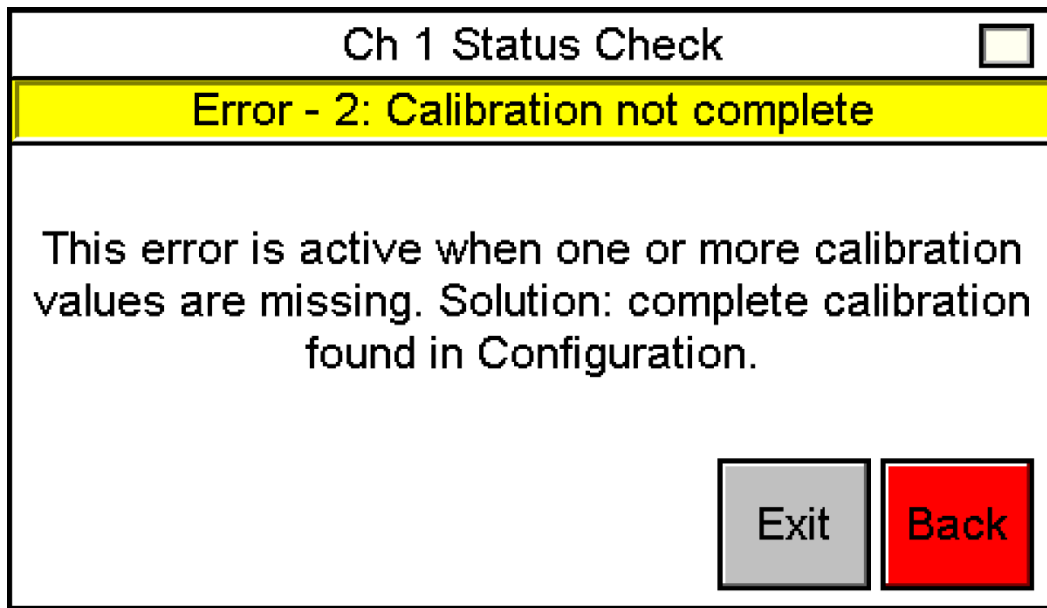 Ch 1 Status Check
Error - 2: Calibration not complete
This error is active when one or more calibration
values are missing. Solution: complete calibration
found in Configuration.
Exit
Back